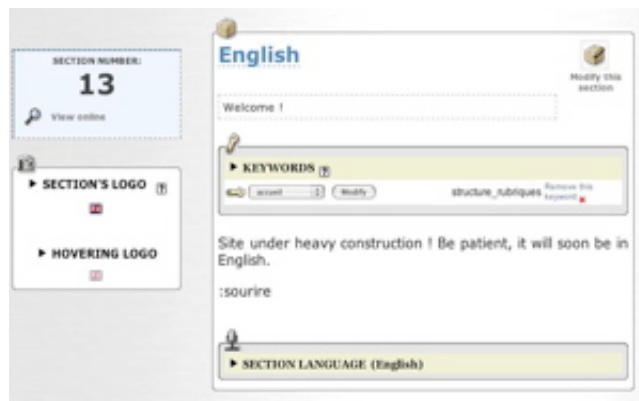 SECTION NUMBER:
13
View online
SECTION'S LOGO ?
HOVERING LOGO
English
Modify this
section
Welcome !
KEYWORDS ?
accueil
Modify
structure_rubriques
Remove this
keyword
Site under heavy construction ! Be patient, it will soon be in
English.
:sourire
SECTION LANGUAGE (English)